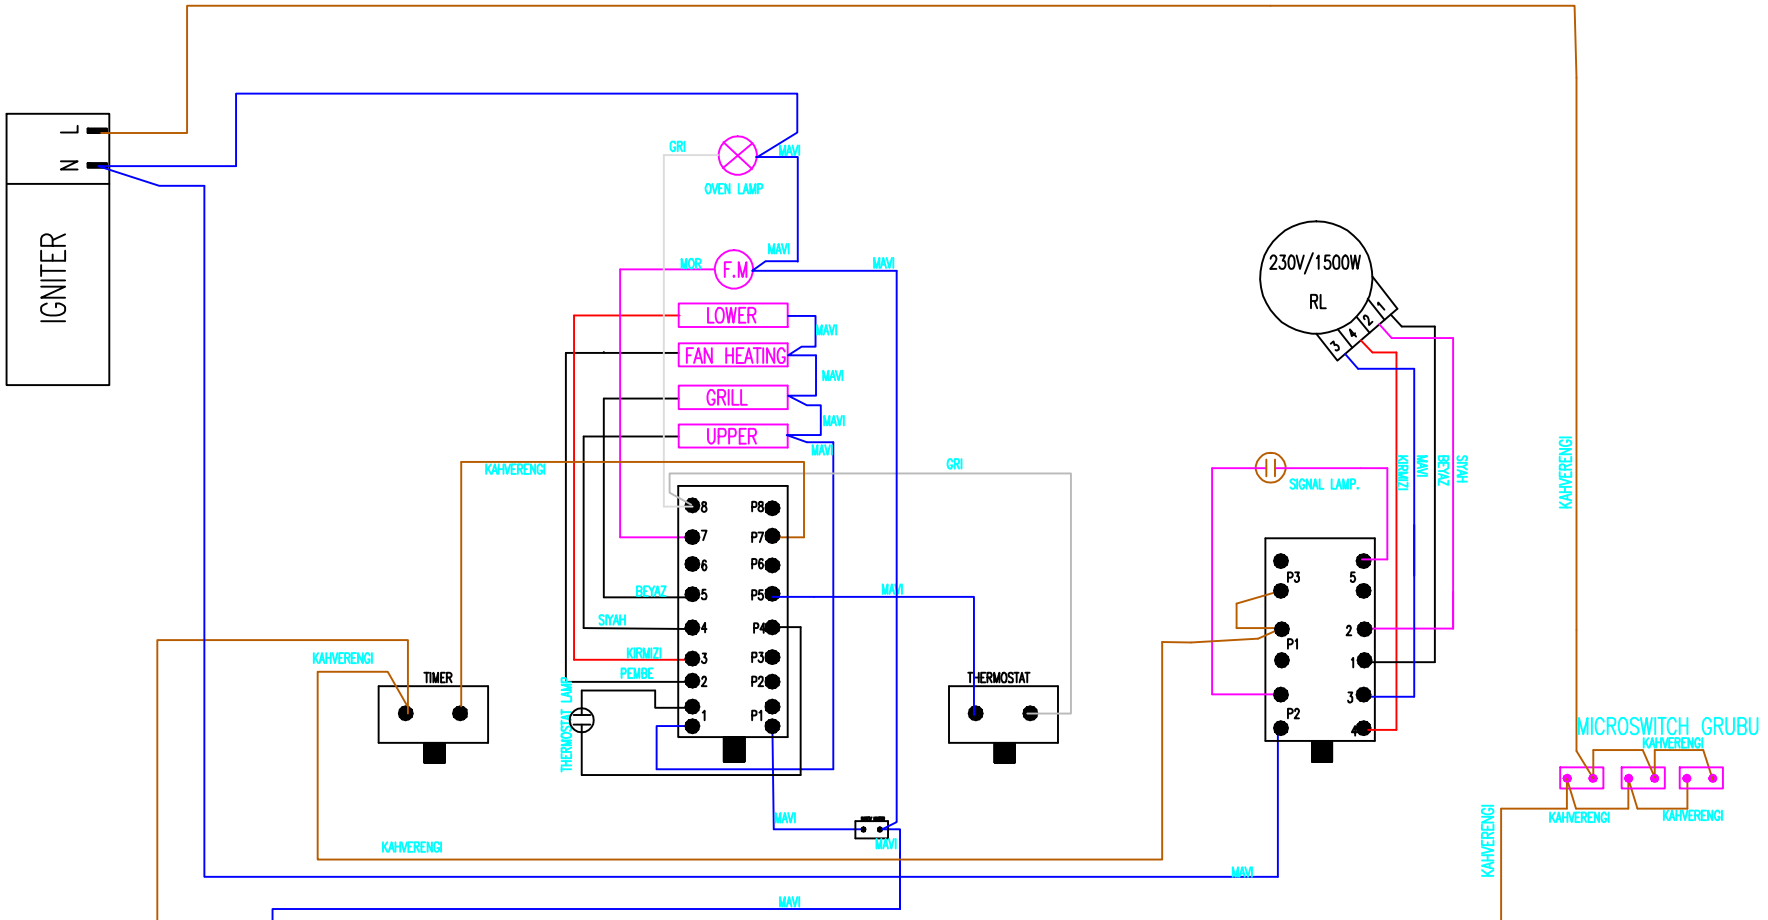 L
N
IGNITER
GRI
MAVI
OVEN LAMP
MOR
F.M
MAVI
MAVI
LOWER
MAVI
FAN HEATING
MAVI
GRILL
MAVI
UPPER
MAVI
KAHVERENGI
GRI
8
P8
7
P7
6
P6
BEYAZ
5
P5
MAVI
SIYAH
4
P4
KIRMIZI
3
P3
PEMBE
2
P2
1
P1
THERMOSTAT LAMP
KAHVERENGI
TIMER
THERMOSTAT
MAVI
MAVI
KAHVERENGI
MAVI
MAVI
230V/1500W
RL
1
2
4
3
KIRMIZI
MAVI
BEYAZ
SIYAH
SIGNAL LAMP.
P3
5
P1
2
1
3
P2
4
KAHVERENGI
MICROSWITCH GRUBU
KAHVERENGI
KAHVERENGI
KAHVERENGI
KAHVERENGI